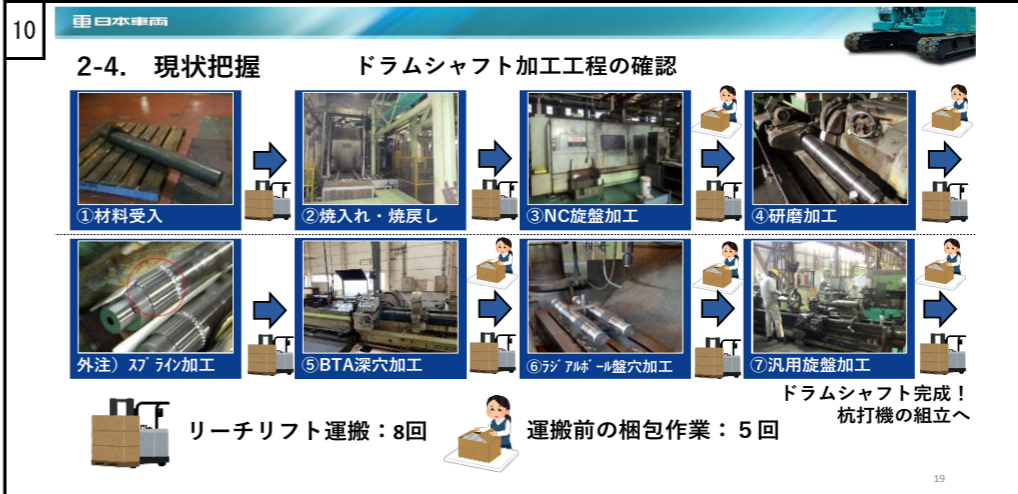 10
日本車両
2-4. 現状把握 ドラムシャフト加工工程の確認
①材料受入
②焼入れ・焼戻し
③NC旋盤加工
④研磨加工
外注）ｽﾌﾟﾗｲﾝ加工
⑤BTA深穴加工
⑥ﾗｼﾞｱﾙﾎﾞｰﾙ盤穴加工
⑦汎用旋盤加工
ドラムシャフト完成！
杭打機の組立へ
リーチリフト運搬：8回
運搬前の梱包作業：５回
19